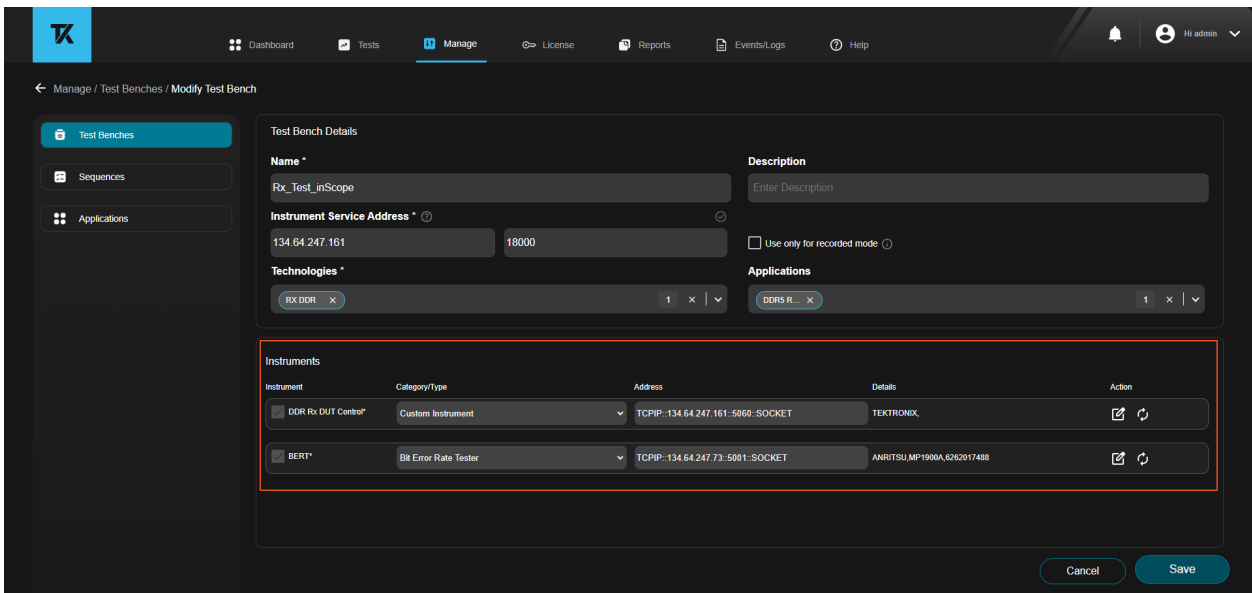 TK
Dashboard Tests Manage License Reports Events/Logs Help Hi admin
Manage / Test Benches / Modify Test Bench
Test Benches
Sequences
Applications
Test Bench Details
Name * Description
Rx_Test_inScope Enter Description
Instrument Service Address *
134.64.247.161 18000 Use only for recorded mode
Technologies * Applications
RX DDR 1 DDR5 R... 1
Instruments
Instrument Category/Type Address Details Action
DDR Rx DUT Control* Custom Instrument TCPIP::134.64.247.161::5060::SOCKET TEKTRONIX,
BERT* Bit Error Rate Tester TCPIP::134.64.247.73::5001::SOCKET ANRITSU,MP1900A,6262017488
Cancel Save